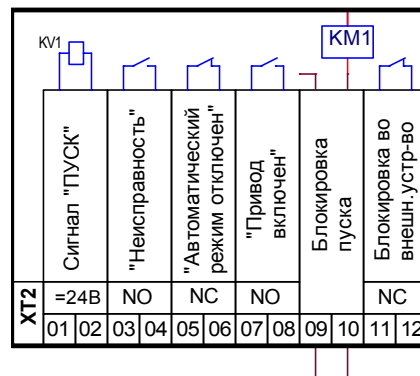 KV1
KM1
Сигнал "ПУСК"
"Неисправность"
"Автоматический
режим отключен"
"Привод
включен"
Блокировка
пуска
Блокировка во
внешн.устр-во
XT2
=24В NO NC NO NC
01 02 03 04 05 06 07 08 09 10 11 12